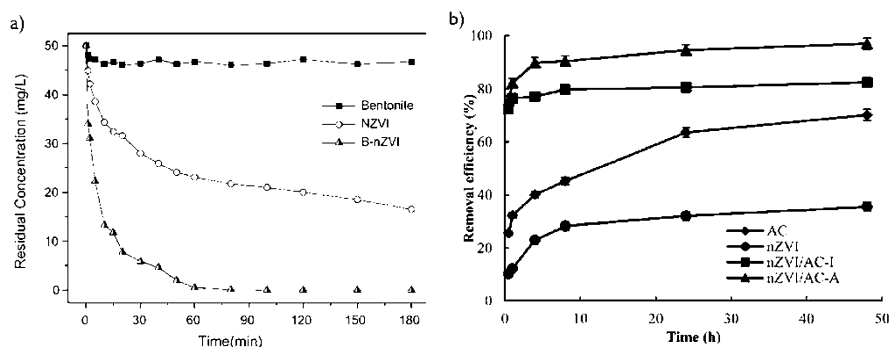 a)
50
40
30
20
10
0
Residual Concentration (mg/L)
Bentonite
NZVI
B-nZVI
0 30 60 90 120 150 180
Time(min)
b)
100
80
60
40
20
0
Removal efficiency (%)
AC
nZVI
nZVI/AC-I
nZVI/AC-A
0 10 20 30 40 50
Time (h)